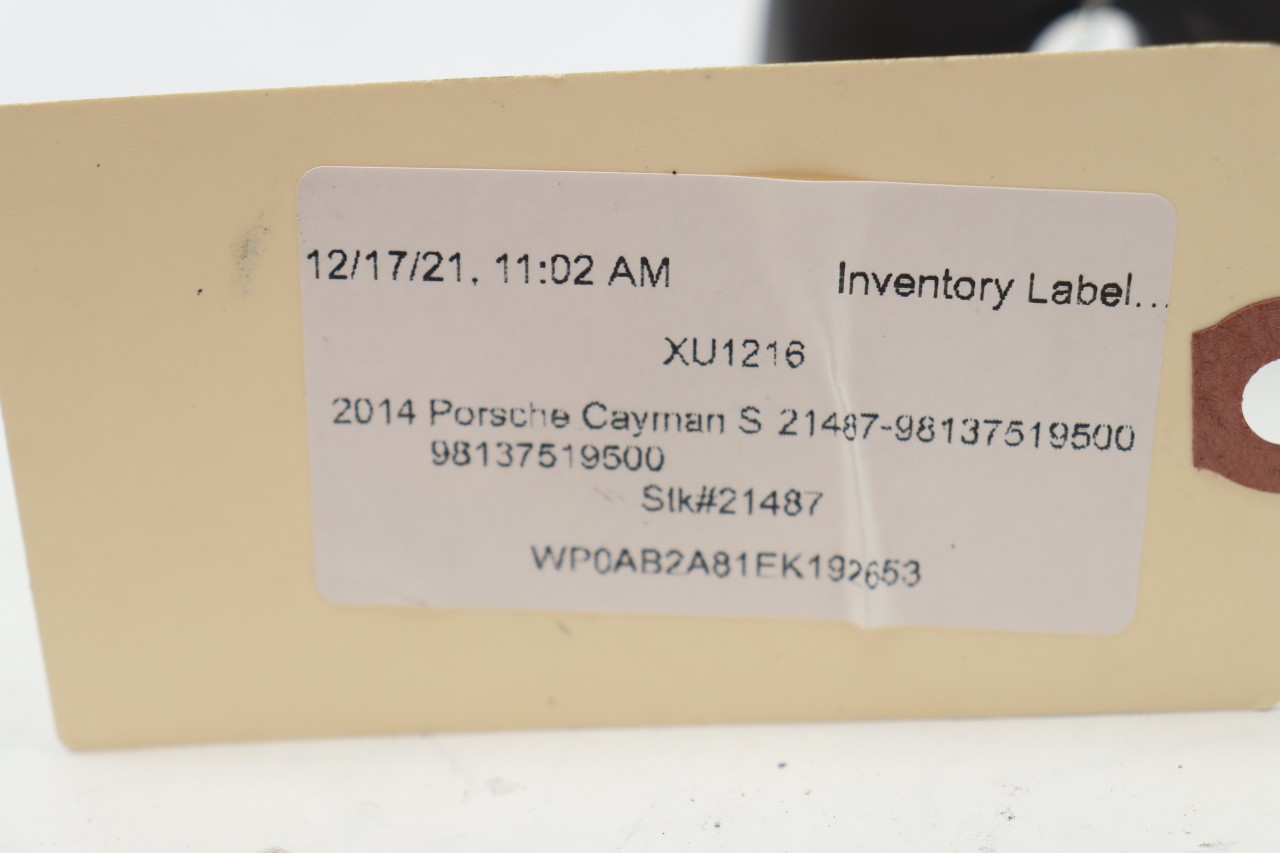 12/17/21, 11:02 AM Inventory Label...
XU1216
2014 Porsche Cayman S 21487-98137519500
98137519500
Stk#21487
WP0AB2A81EK192653